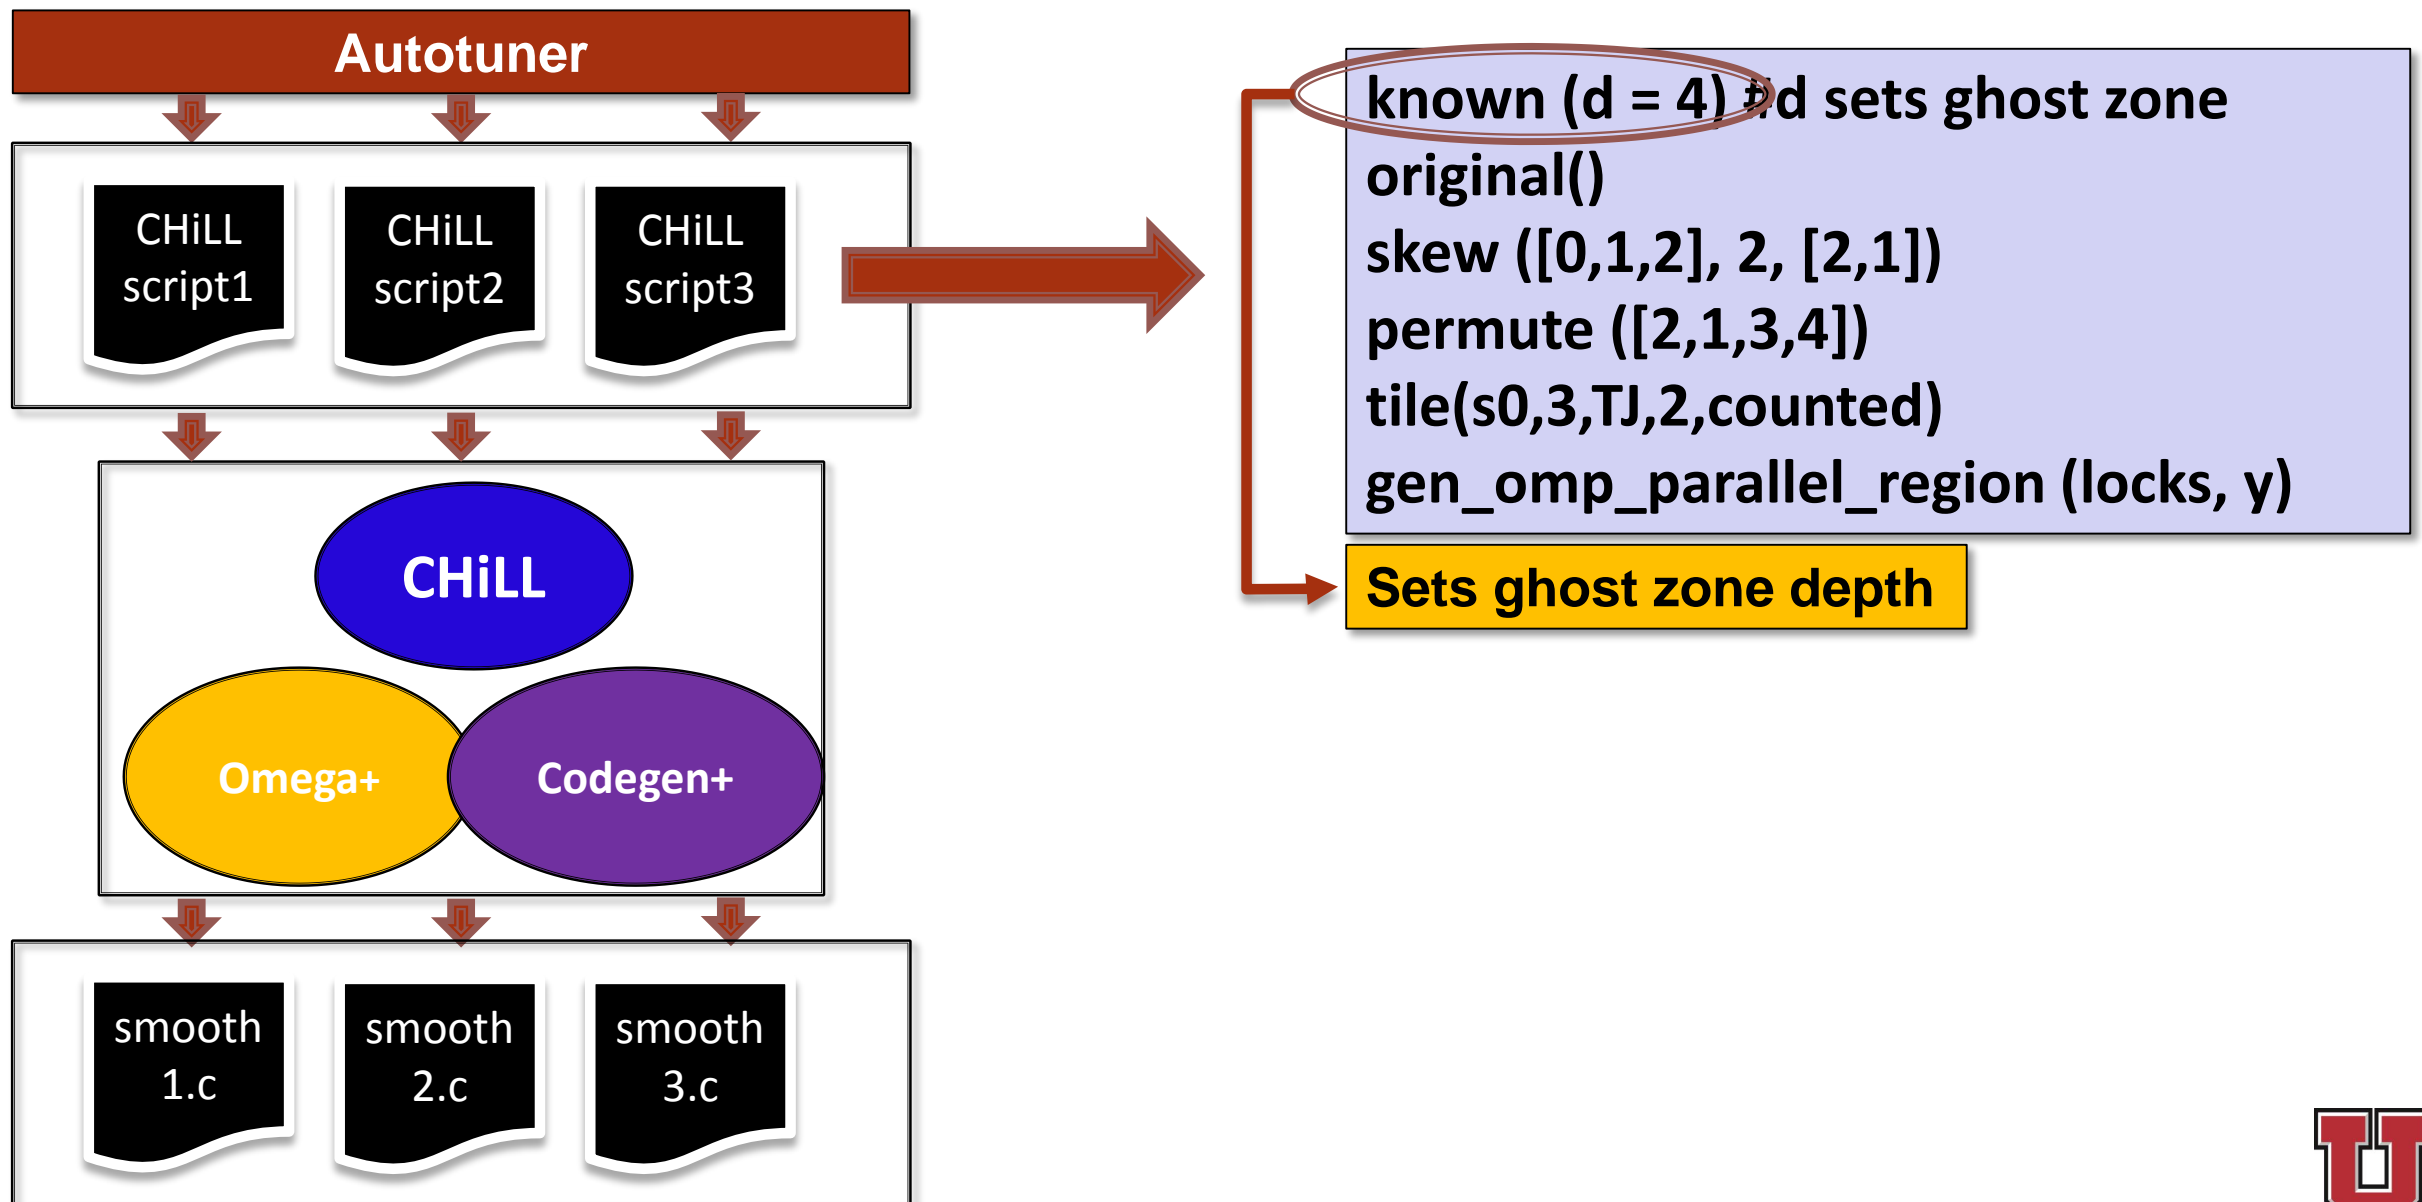 Autotuner
CHiLL
script1
CHiLL
script2
CHiLL
script3
CHiLL
Omega+
Codegen+
smooth
1.c
smooth
2.c
smooth
3.c
known (d = 4) #d sets ghost zone
original()
skew ([0,1,2], 2, [2,1])
permute ([2,1,3,4])
tile(s0,3,TJ,2,counted)
gen_omp_parallel_region (locks, y)
Sets ghost zone depth
U